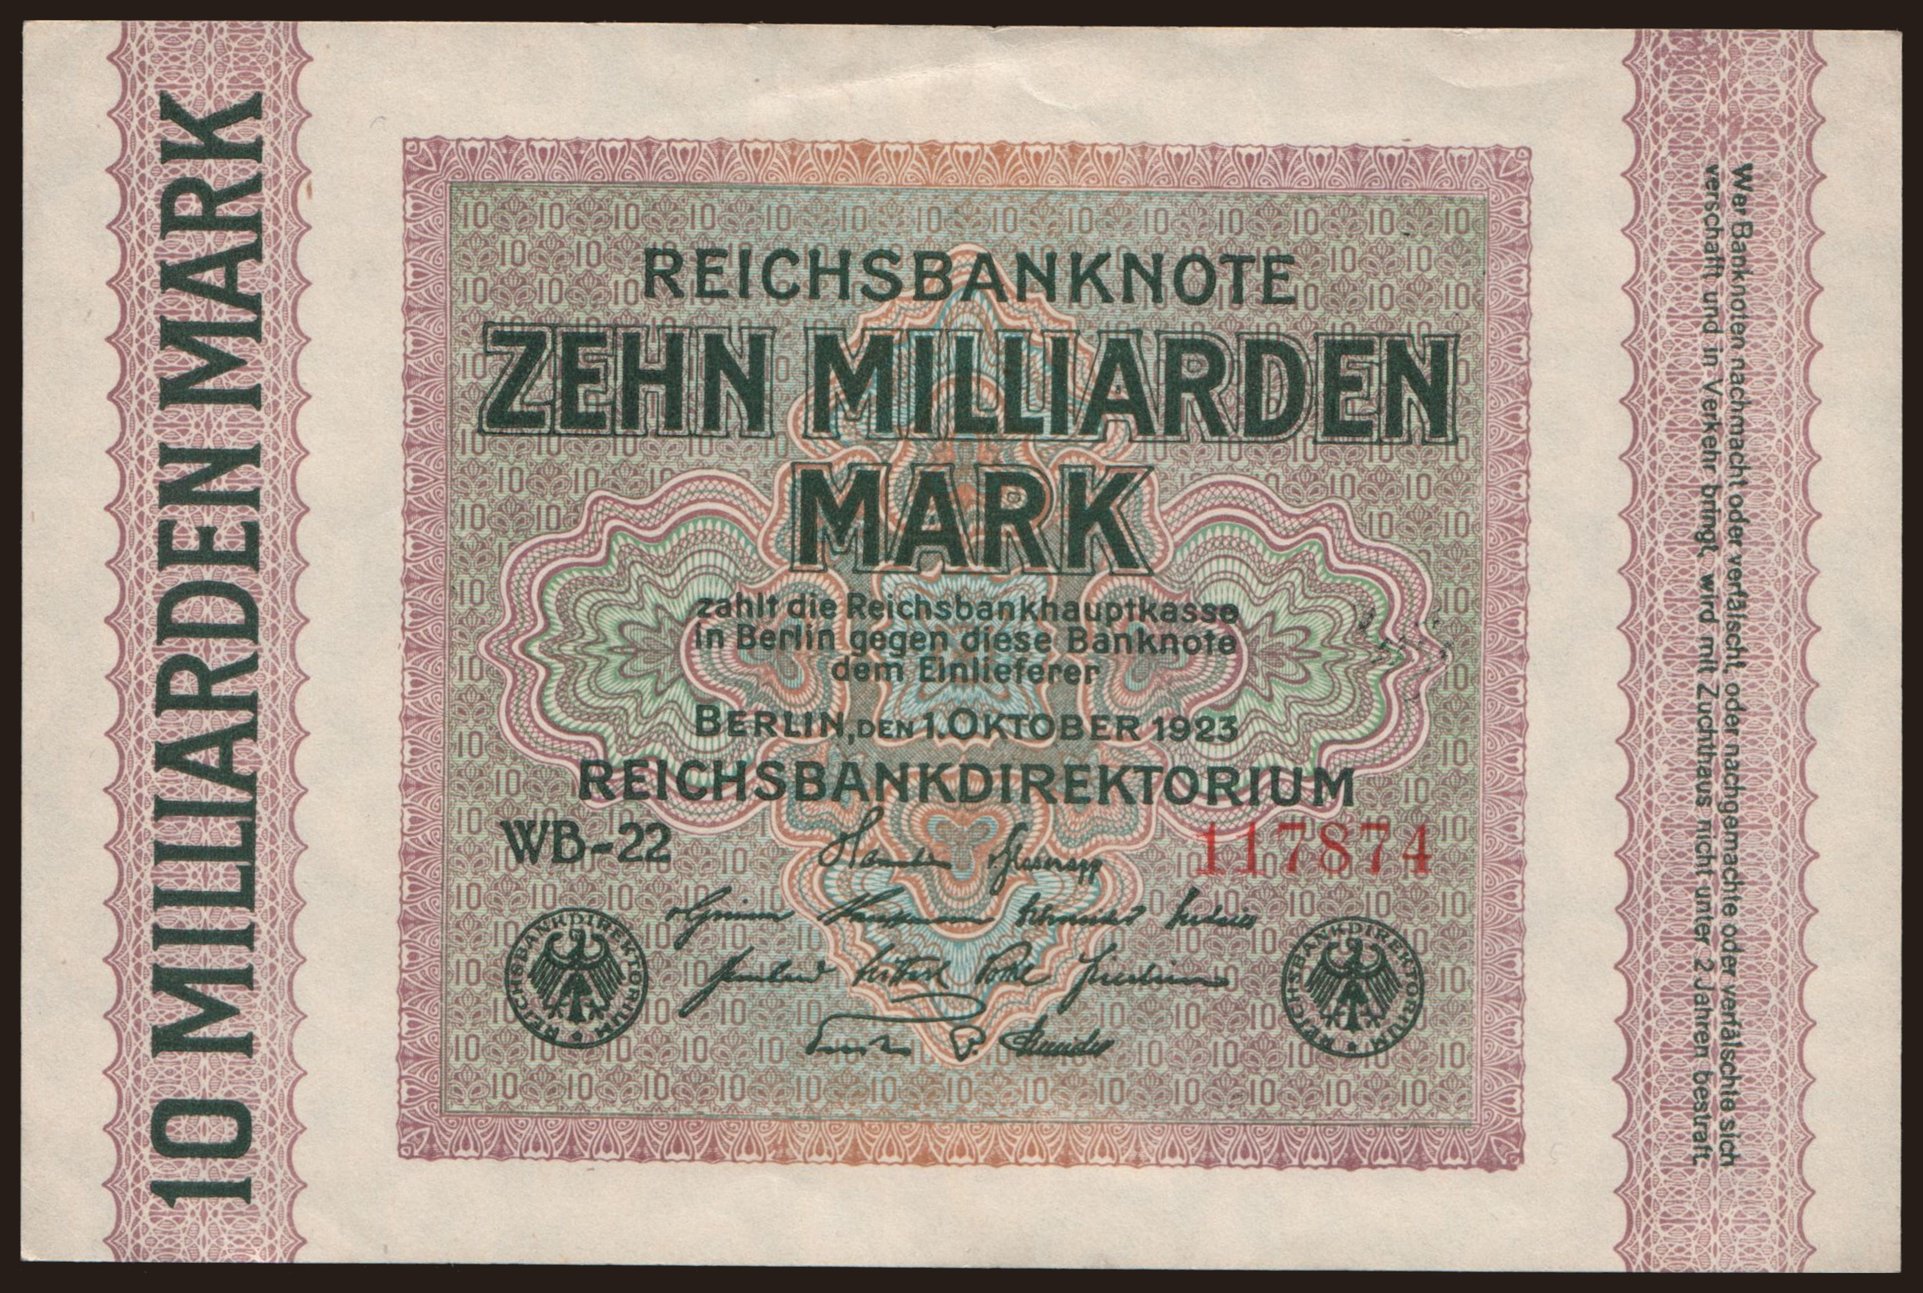 10 MILLIARDEN MARK
REICHSBANKNOTE
ZEHN MILLIARDEN
MARK
zahlt die Reichsbankhauptkasse
in Berlin gegen diese Banknote
dem Einlieferer
BERLIN, DEN 1. OKTOBER 1923
REICHSBANKDIREKTORIUM
WB-22
117874
REICHSBANKDIREKTORIUM
REICHSBANKDIREKTORIUM
Wer Banknoten nachmacht oder verfälscht, oder nachgemachte oder verfälschte sich
verschafft und in Verkehr bringt, wird mit Zuchthaus nicht unter 2 Jahren bestraft.